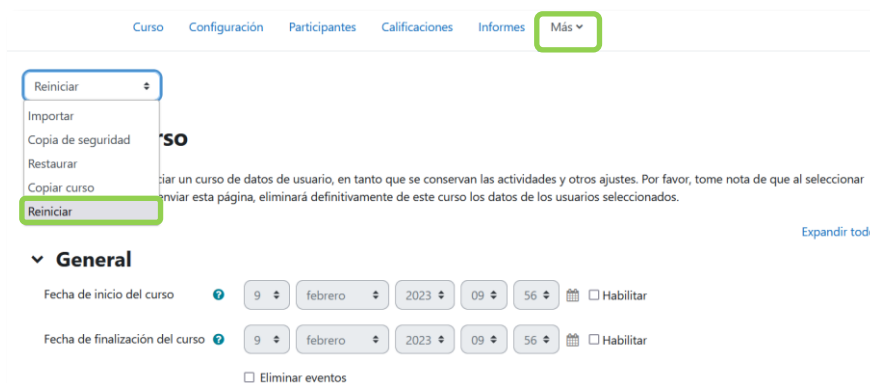 Curso Configuración Participantes Calificaciones Informes Más
Reiniciar
Importar
Copia de seguridad
Restaurar
Copiar curso
Reiniciar
rso
ciar un curso de datos de usuario, en tanto que se conservan las actividades y otros ajustes. Por favor, tome nota de que al seleccionar
enviar esta página, eliminará definitivamente de este curso los datos de los usuarios seleccionados.
Expandir tod
General
Fecha de inicio del curso ? 9 febrero 2023 09 56 Habilitar
Fecha de finalización del curso ? 9 febrero 2023 09 56 Habilitar
Eliminar eventos